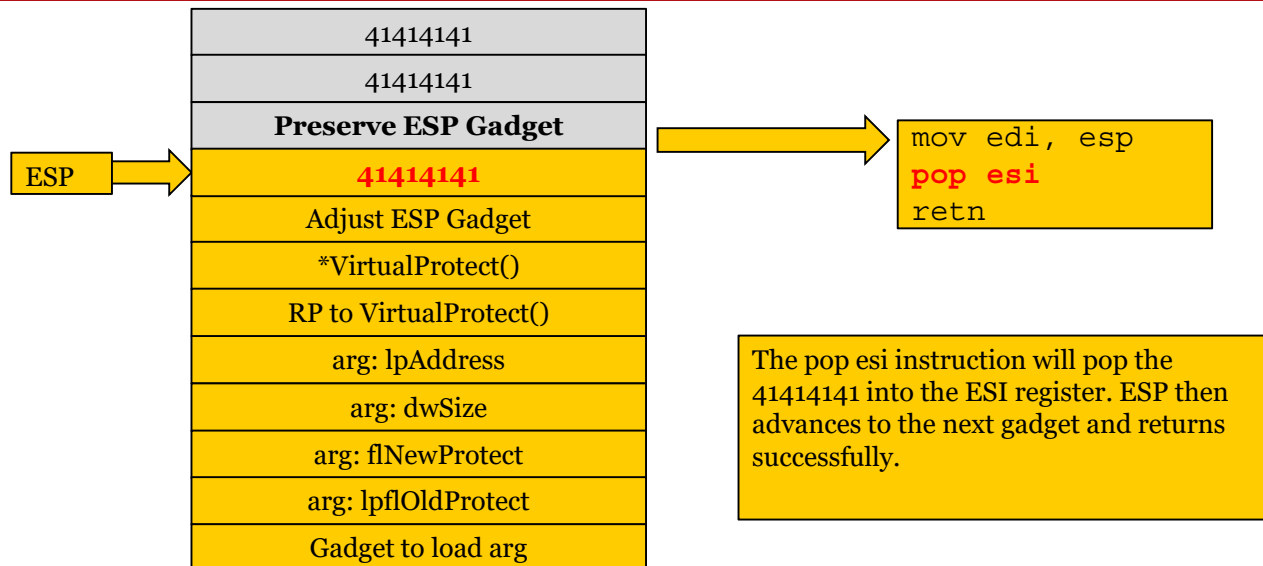 41414141
41414141
Preserve ESP Gadget
ESP
41414141
Adjust ESP Gadget
*VirtualProtect()
RP to VirtualProtect()
arg: lpAddress
arg: dwSize
arg: flNewProtect
arg: lpflOldProtect
Gadget to load arg
mov edi, esp
pop esi
retn
The pop esi instruction will pop the
41414141 into the ESI register. ESP then
advances to the next gadget and returns
successfully.